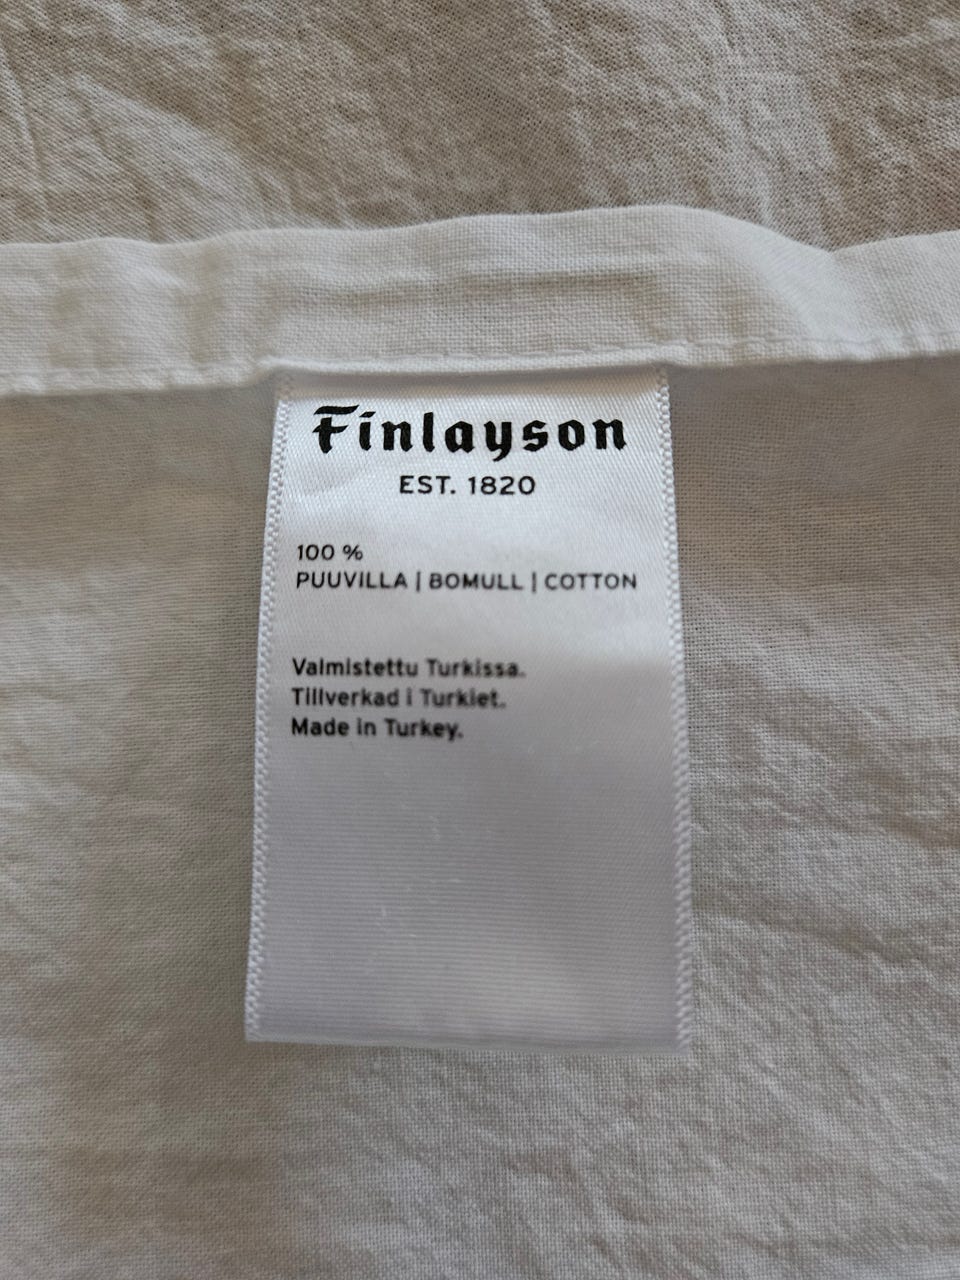 Finlayson
EST. 1820
100 %
PUUVILLA | BOMULL | COTTON
Valmistettu Turkissa.
Tillverkad i Turkiet.
Made in Turkey.